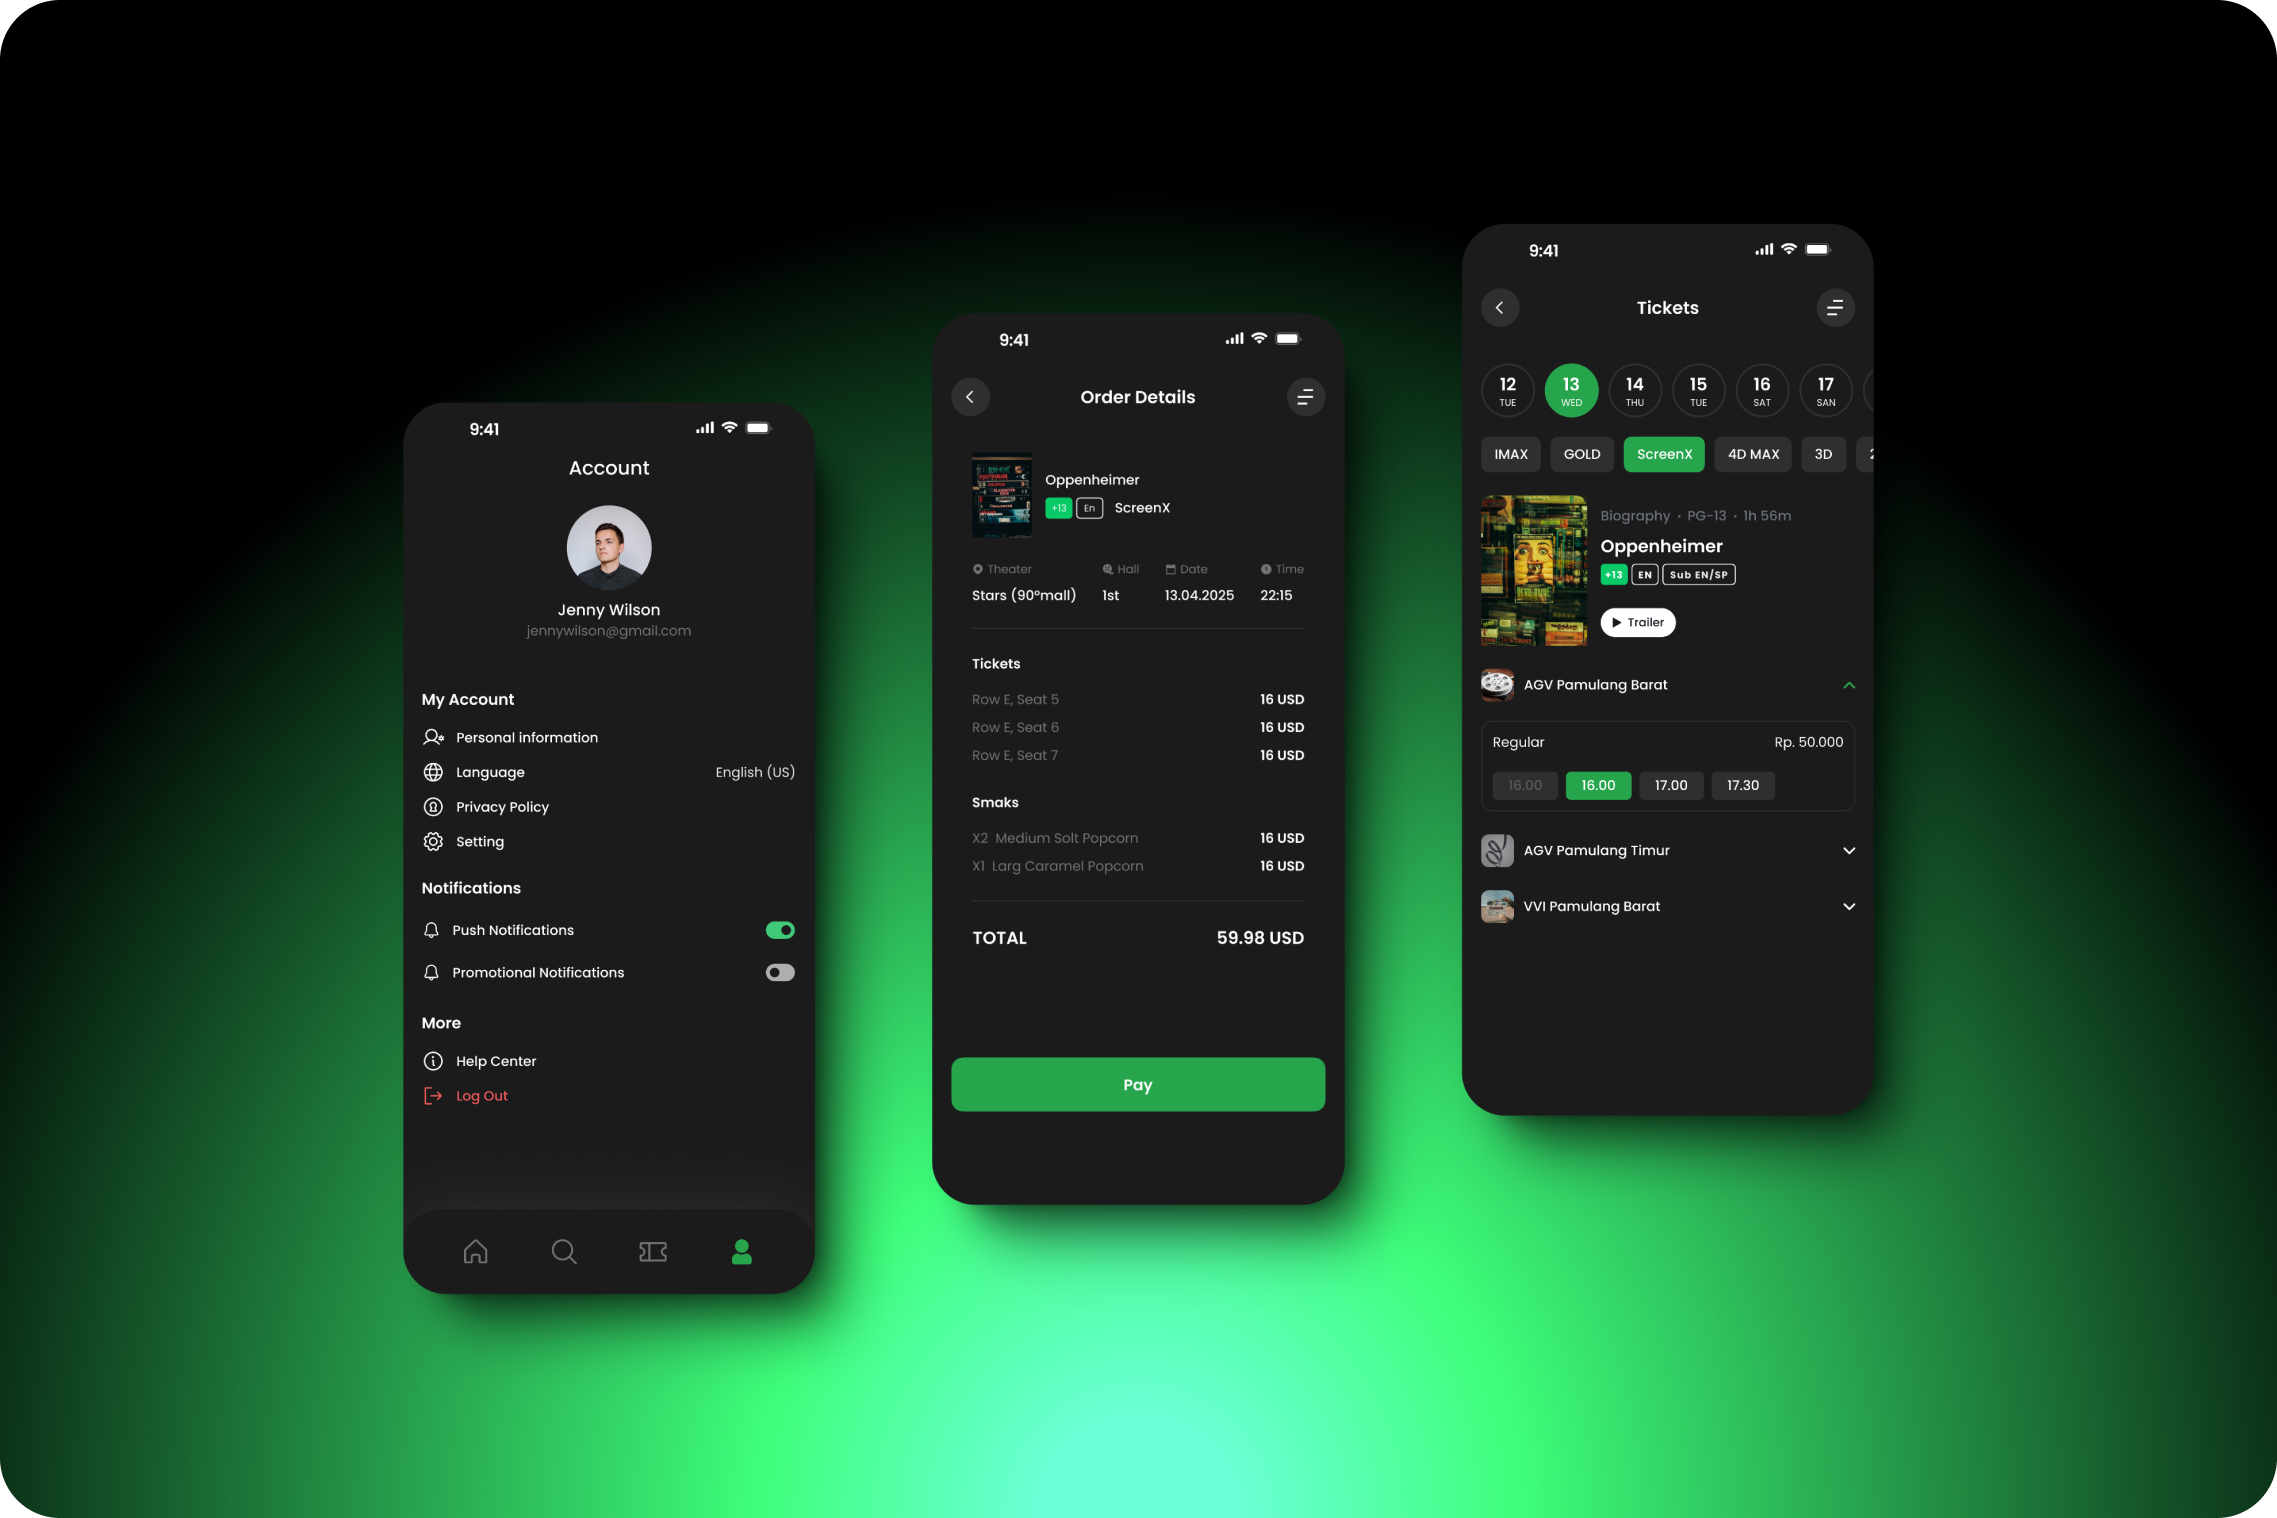 9:41
Account
Jenny Wilson
jennywilson@gmail.com
My Account
Personal information
Language English (US)
Privacy Policy
Setting
Notifications
Push Notifications
Promotional Notifications
More
Help Center
Log Out
9:41
Order Details
Oppenheimer
+13 En ScreenX
Theater Hall Date Time
Stars (90°mall) 1st 13.04.2025 22:15
Tickets
Row E, Seat 5 16 USD
Row E, Seat 6 16 USD
Row E, Seat 7 16 USD
Smaks
X2 Medium Solt Popcorn 16 USD
X1 Larg Caramel Popcorn 16 USD
TOTAL 59.98 USD
Pay
9:41
Tickets
12 13 14 15 16 17
TUE WED THU TUE SAT SAN
IMAX GOLD ScreenX 4D MAX 3D
Biography • PG-13 • 1h 56m
Oppenheimer
+13 EN Sub EN/SP
Trailer
AGV Pamulang Barat
Regular Rp. 50.000
16.00 16.00 17.00 17.30
AGV Pamulang Timur
VVI Pamulang Barat